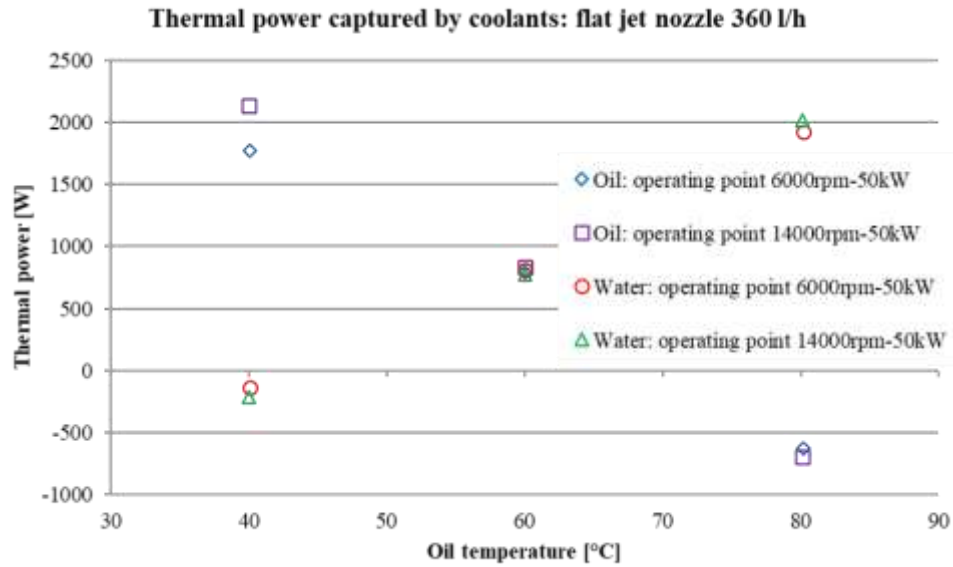 Thermal power captured by coolants: flat jet nozzle 360 l/h
2500
2000
1500
1000
500
0
-500
-1000
Thermal power [W]
Oil: operating point 6000rpm-50kW
Oil: operating point 14000rpm-50kW
Water: operating point 6000rpm-50kW
Water: operating point 14000rpm-50kW
30 40 50 60 70 80 90
Oil temperature [°C]